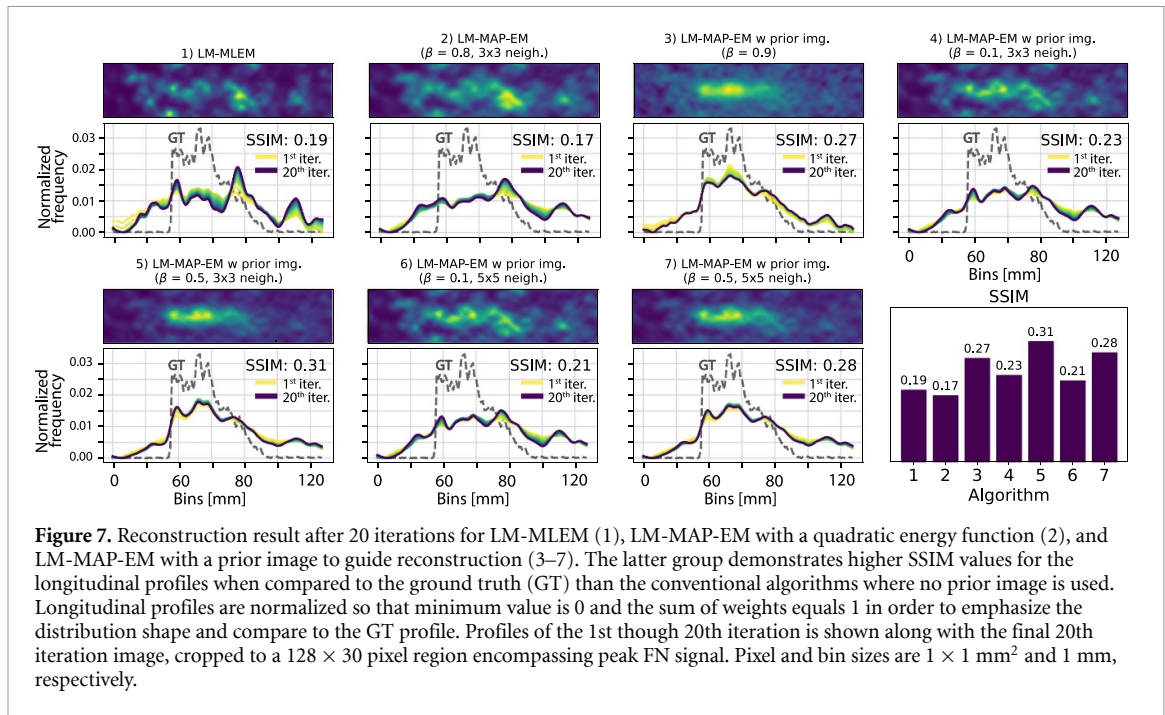 1) LM-MLEM
2) LM-MAP-EM
(β = 0.8, 3x3 neigh.)
3) LM-MAP-EM w prior img.
(β = 0.9)
4) LM-MAP-EM w prior img.
(β = 0.1, 3x3 neigh.)
Normalized
frequency
0.03
0.02
0.01
0.00
GT
SSIM: 0.19
1st iter.
20th iter.
GT
SSIM: 0.17
1st iter.
20th iter.
GT
SSIM: 0.27
1st iter.
20th iter.
GT
SSIM: 0.23
1st iter.
20th iter.
0 60 80 120
Bins [mm]
5) LM-MAP-EM w prior img.
(β = 0.5, 3x3 neigh.)
6) LM-MAP-EM w prior img.
(β = 0.1, 5x5 neigh.)
7) LM-MAP-EM w prior img.
(β = 0.5, 5x5 neigh.)
Normalized
frequency
0.03
0.02
0.01
0.00
GT
SSIM: 0.31
1st iter.
20th iter.
GT
SSIM: 0.21
1st iter.
20th iter.
GT
SSIM: 0.28
1st iter.
20th iter.
0 60 80 120
Bins [mm]
0 60 80 120
Bins [mm]
0 60 80 120
Bins [mm]
SSIM
0.19 0.17 0.27 0.23 0.31 0.21 0.28
1 2 3 4 5 6 7
Algorithm
Figure 7. Reconstruction result after 20 iterations for LM-MLEM (1), LM-MAP-EM with a quadratic energy function (2), and
LM-MAP-EM with a prior image to guide reconstruction (3–7). The latter group demonstrates higher SSIM values for the
longitudinal profiles when compared to the ground truth (GT) than the conventional algorithms where no prior image is used.
Longitudinal profiles are normalized so that minimum value is 0 and the sum of weights equals 1 in order to emphasize the
distribution shape and compare to the GT profile. Profiles of the 1st though 20th iteration is shown along with the final 20th
iteration image, cropped to a 128 × 30 pixel region encompassing peak FN signal. Pixel and bin sizes are 1 × 1 mm² and 1 mm,
respectively.